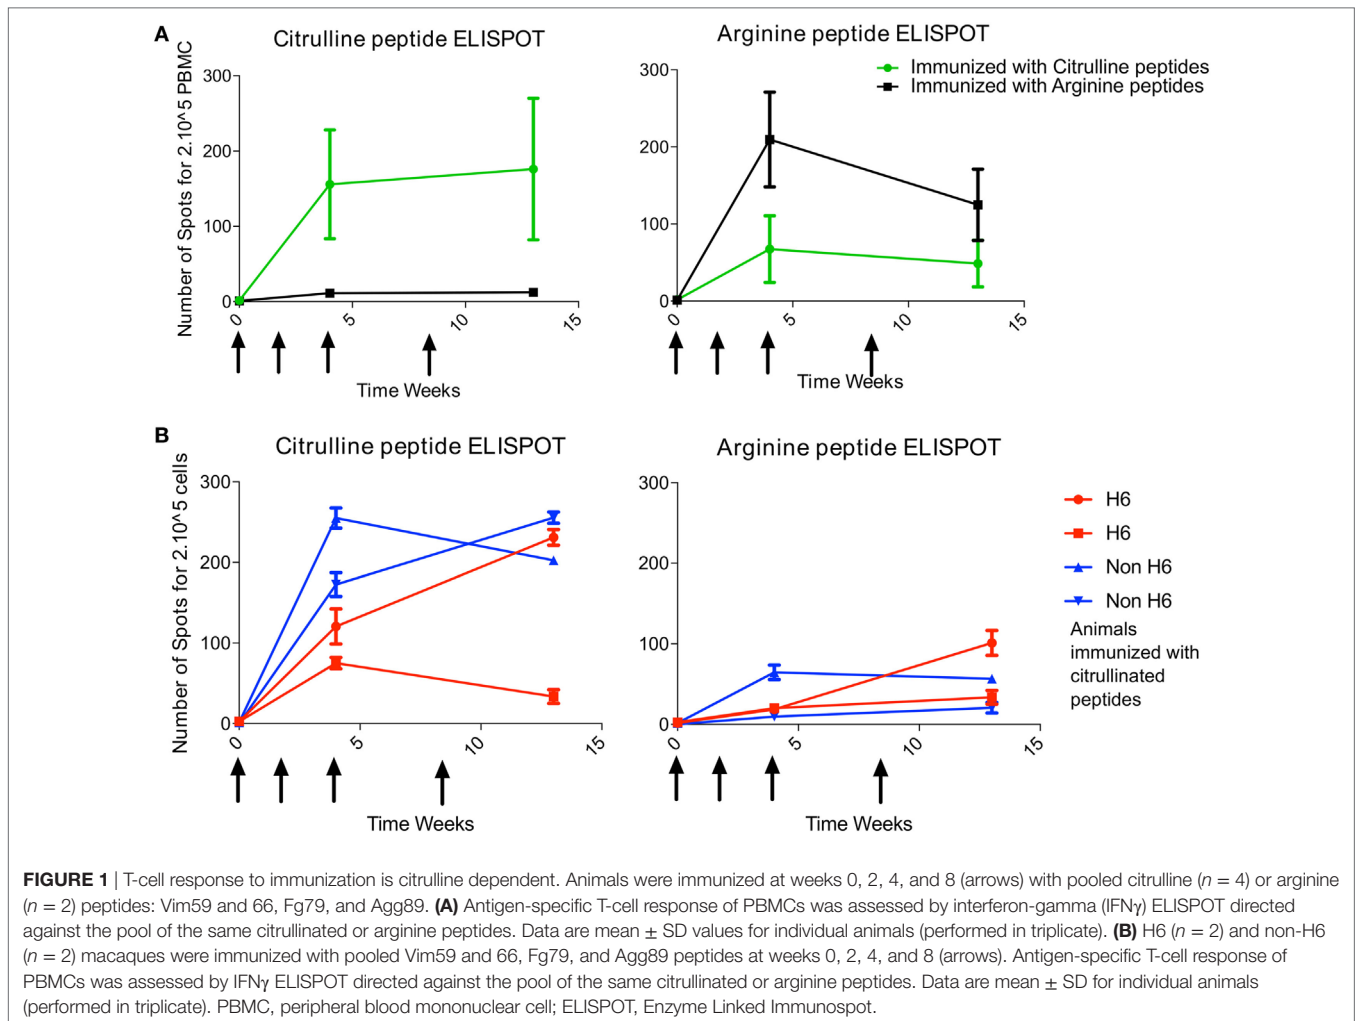 A
Citrulline peptide ELISPOT
Number of Spots for 2.10^5 PBMC
300
200
100
0
0
5
10
15
Time Weeks
Arginine peptide ELISPOT
Immunized with Citrulline peptides
Immunized with Arginine peptides
300
200
100
0
0
5
10
15
Time Weeks
B
Citrulline peptide ELISPOT
Number of Spots for 2.10^5 cells
300
200
100
0
0
5
10
15
Time Weeks
Arginine peptide ELISPOT
300
200
100
0
0
5
10
15
Time Weeks
H6
H6
Non H6
Non H6
Animals
immunized with
citrullinated
peptides
FIGURE 1 | T-cell response to immunization is citrulline dependent. Animals were immunized at weeks 0, 2, 4, and 8 (arrows) with pooled citrulline (n = 4) or arginine
(n = 2) peptides: Vim59 and 66, Fg79, and Agg89. (A) Antigen-specific T-cell response of PBMCs was assessed by interferon-gamma (IFNγ) ELISPOT directed
against the pool of the same citrullinated or arginine peptides. Data are mean ± SD values for individual animals (performed in triplicate). (B) H6 (n = 2) and non-H6
(n = 2) macaques were immunized with pooled Vim59 and 66, Fg79, and Agg89 peptides at weeks 0, 2, 4, and 8 (arrows). Antigen-specific T-cell response of
PBMCs was assessed by IFNγ ELISPOT directed against the pool of the same citrullinated or arginine peptides. Data are mean ± SD for individual animals
(performed in triplicate). PBMC, peripheral blood mononuclear cell; ELISPOT, Enzyme Linked Immunospot.